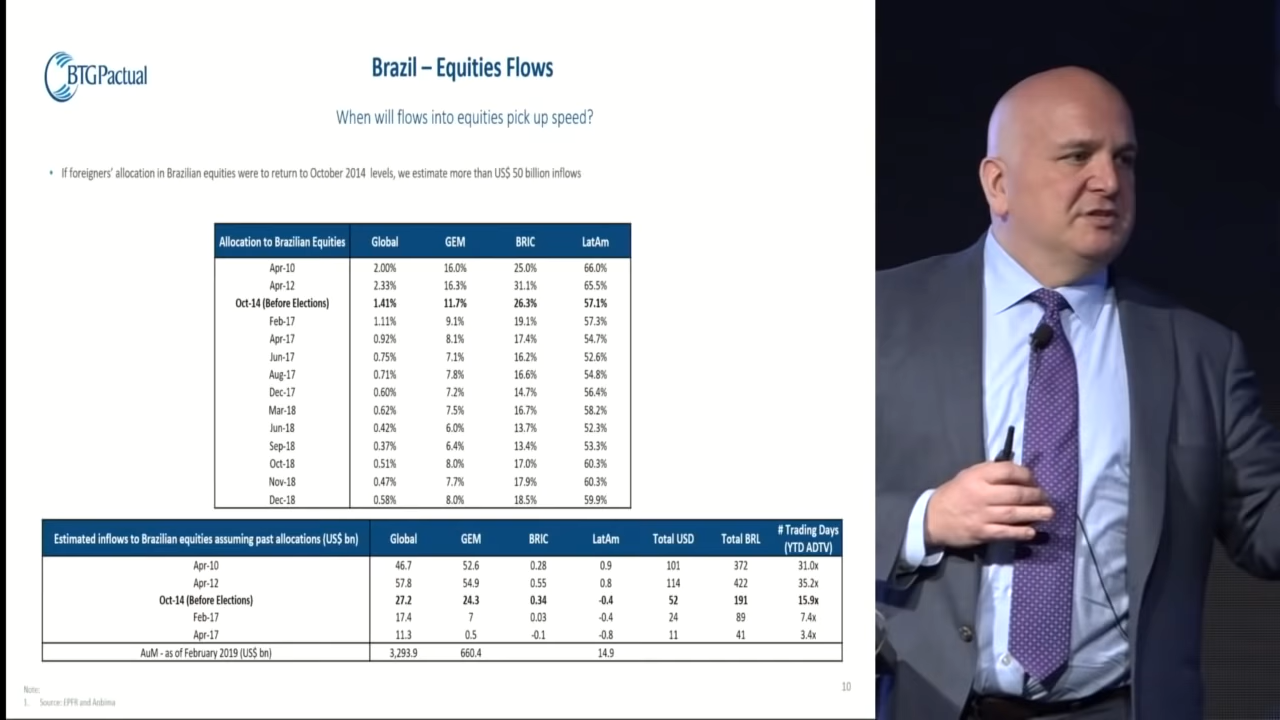 BTGPactual
Brazil – Equities Flows
When will flows into equities pick up speed?
• If foreigners' allocation in Brazilian equities were to return to October 2014 levels, we estimate more than US$ 50 billion inflows
Allocation to Brazilian Equities Global GEM BRIC LatAm
Apr-10 2.00% 16.0% 25.0% 66.0%
Apr-12 2.33% 16.3% 31.1% 65.5%
Oct-14 (Before Elections) 1.41% 11.7% 26.3% 57.1%
Feb-17 1.11% 9.1% 19.1% 57.3%
Apr-17 0.92% 8.1% 17.4% 54.7%
Jun-17 0.75% 7.1% 16.2% 52.6%
Aug-17 0.71% 7.8% 16.6% 54.8%
Dec-17 0.60% 7.2% 14.7% 56.4%
Mar-18 0.62% 7.5% 16.7% 58.2%
Jun-18 0.42% 6.0% 13.7% 52.3%
Sep-18 0.37% 6.4% 13.4% 53.3%
Oct-18 0.51% 8.0% 17.0% 60.3%
Nov-18 0.47% 7.7% 17.9% 60.3%
Dec-18 0.58% 8.0% 18.5% 59.9%
Estimated inflows to Brazilian equities assuming past allocations (US$ bn) Global GEM BRIC LatAm Total USD Total BRL # Trading Days
(YTD ADTV)
Apr-10 46.7 52.6 0.28 0.9 101 372 31.0x
Apr-12 57.8 54.9 0.55 0.8 114 422 35.2x
Oct-14 (Before Elections) 27.2 24.3 0.34 -0.4 52 191 15.9x
Feb-17 17.4 7 0.03 -0.4 24 89 7.4x
Apr-17 11.3 0.5 -0.1 -0.8 11 41 3.4x
AuM - as of February 2019 (US$ bn) 3,293.9 660.4 14.9
Note:
1. Source: EPFR and Anbima
10